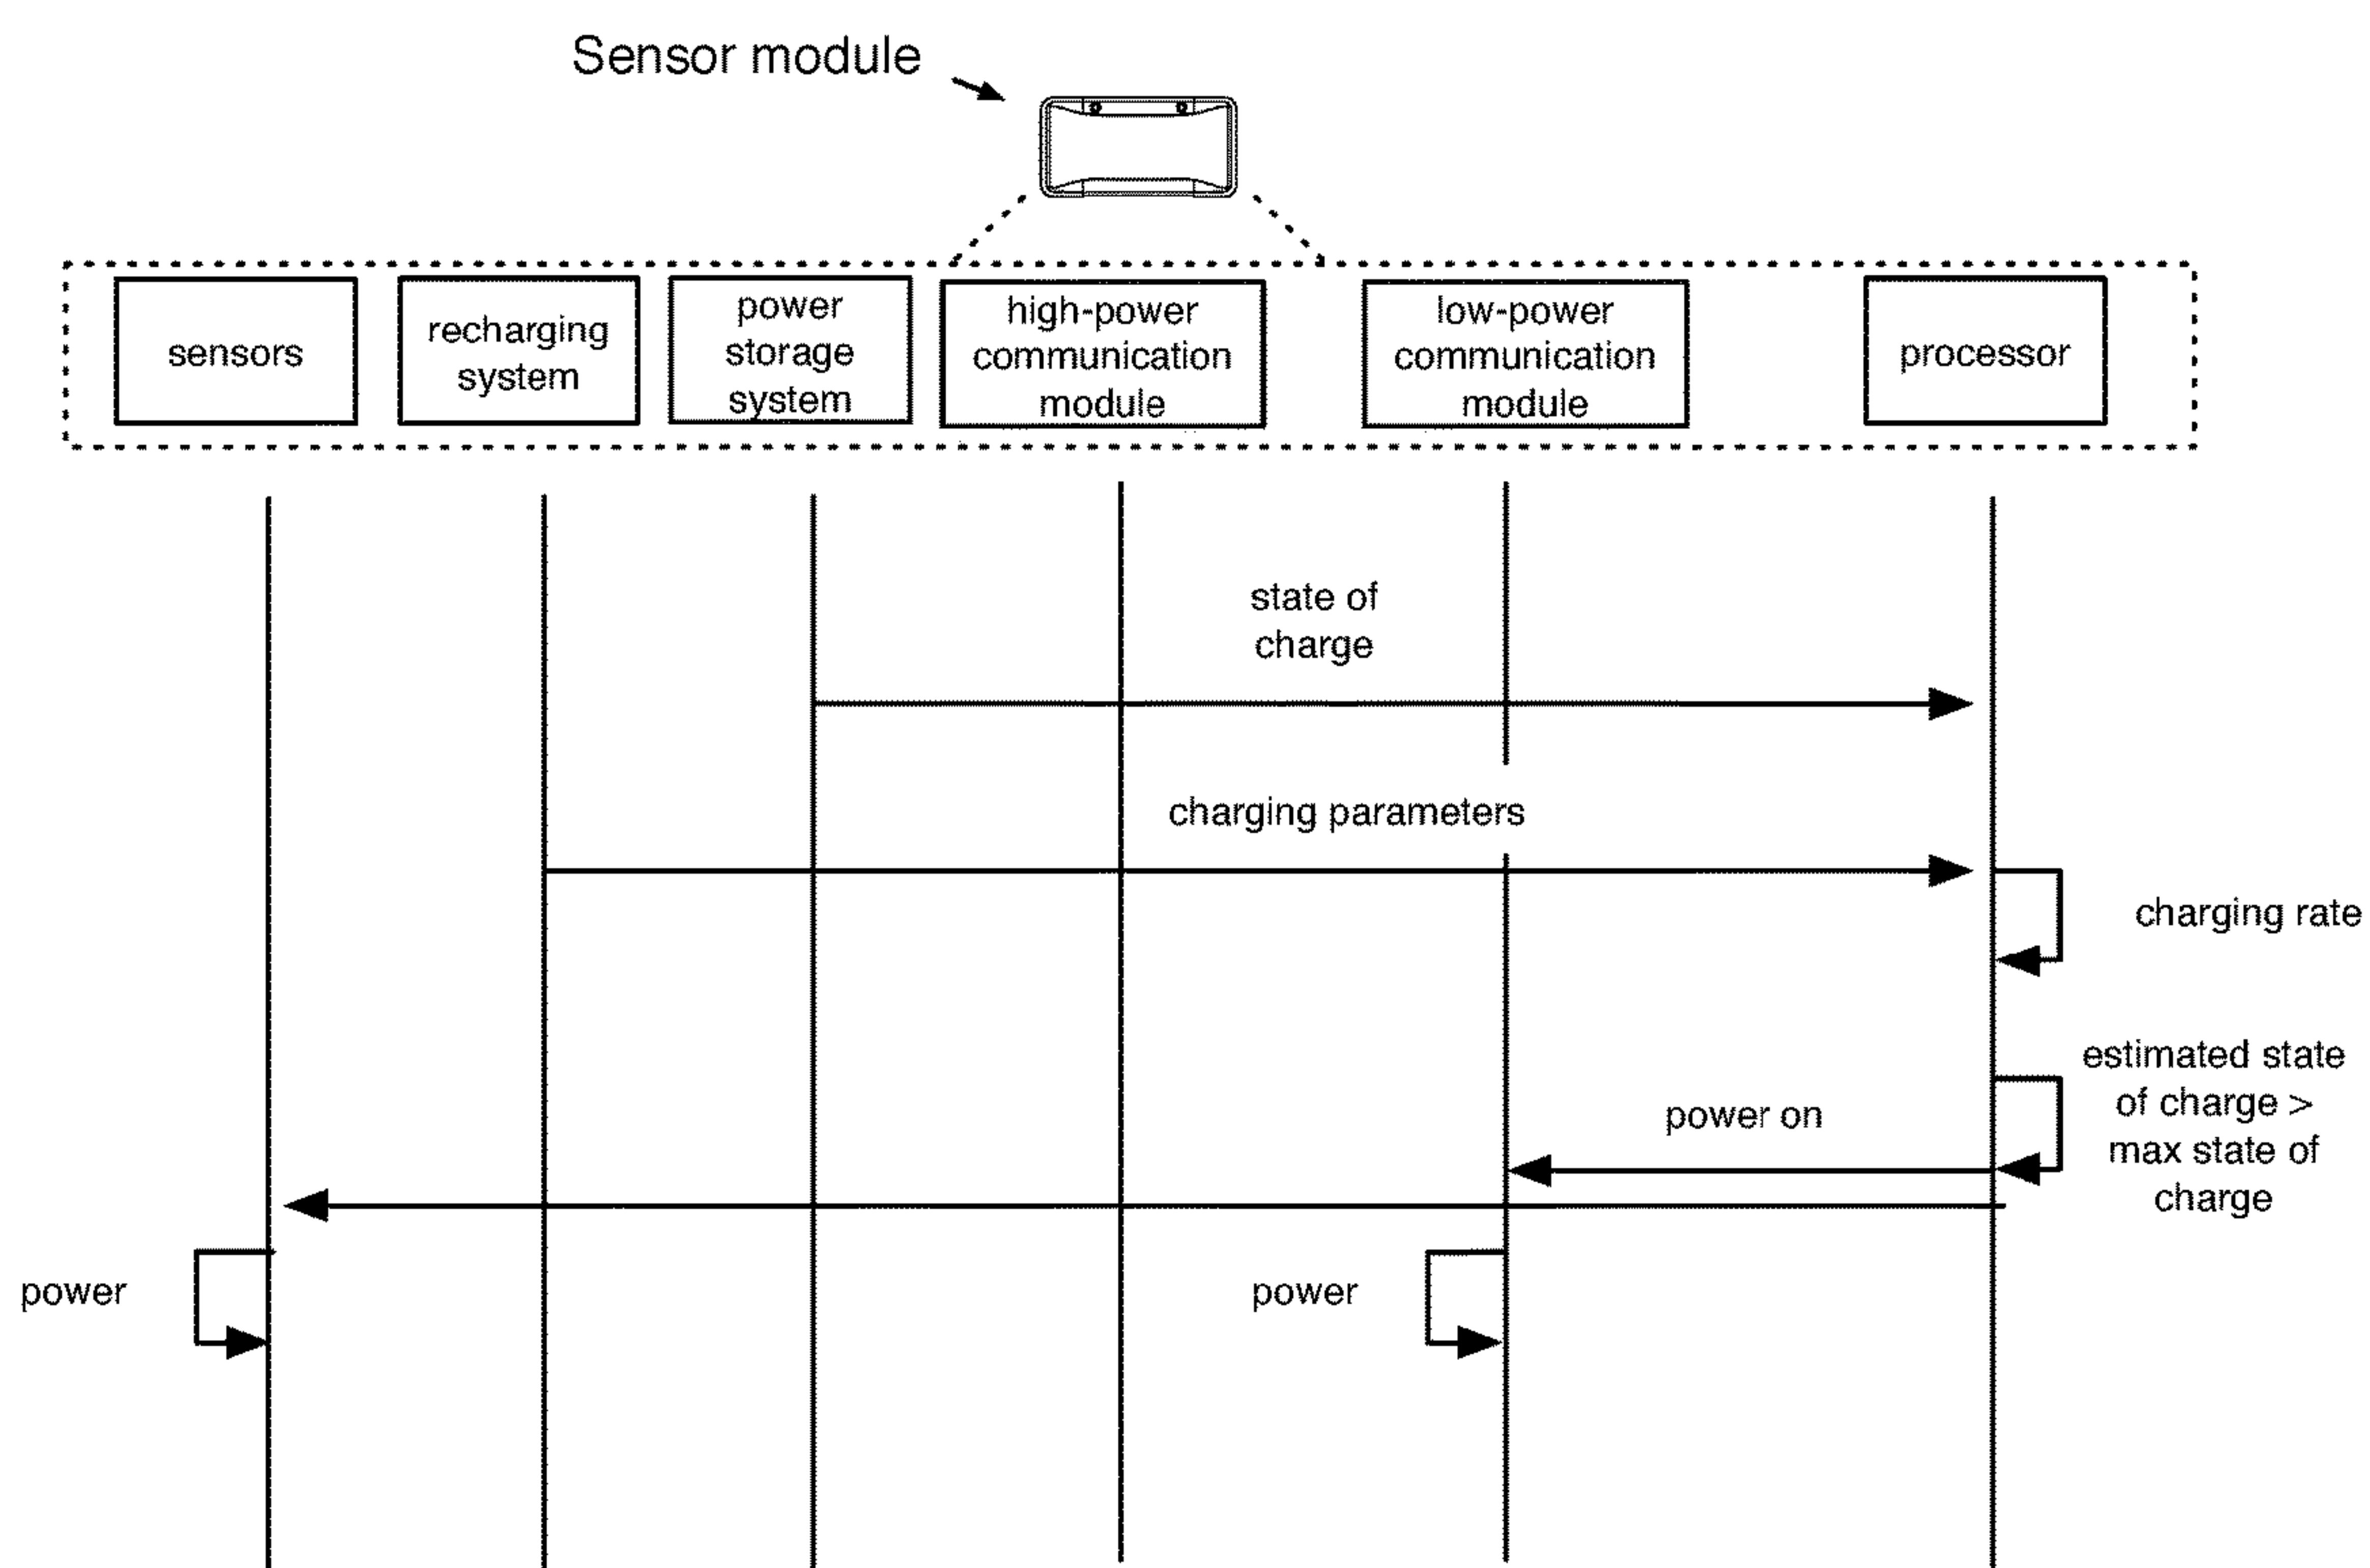 Sensor module
sensors
recharging
system
power
storage
system
high-power
communication
module
low-power
communication
module
processor
state of
charge
charging parameters
charging rate
estimated state
of charge >
max state of
charge
power on
power
power